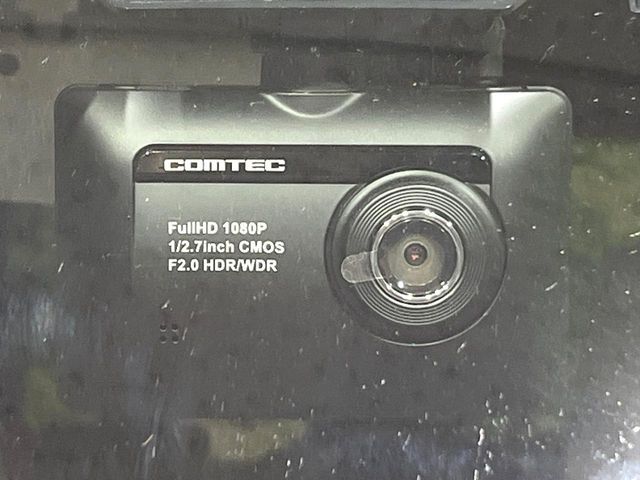 COMTEC
FullHD 1080P
1/2.7inch CMOS
F2.0 HDR/WDR